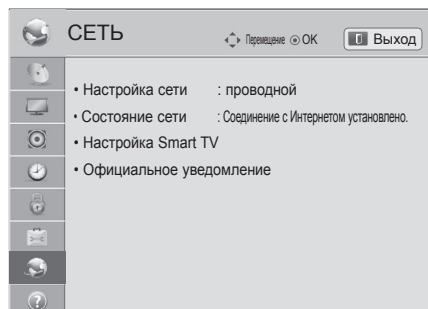 СЕТЬ Перемещение OK Выход
• Настройка сети : проводной
• Состояние сети : Соединение с Интернетом установлено.
• Настройка Smart TV
• Официальное уведомление